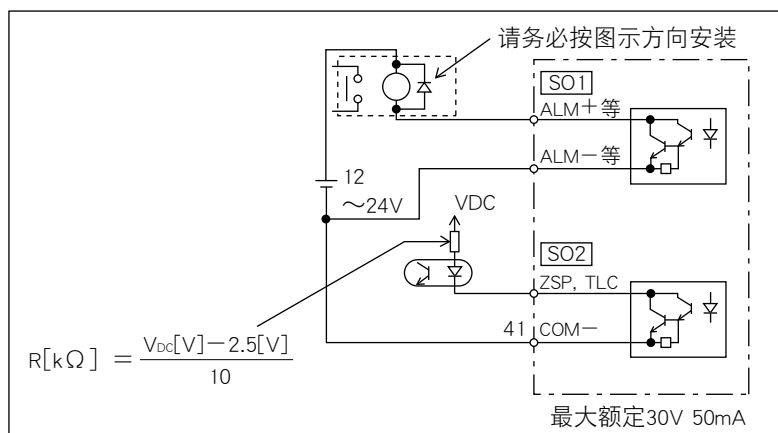 请务必按图示方向安装
SO1
ALM＋等
ALM－等
12
～24V
VDC
SO2
ZSP, TLC
41 COM－
R[kΩ] = VDC[V]－2.5[V]
10
最大额定30V 50mA